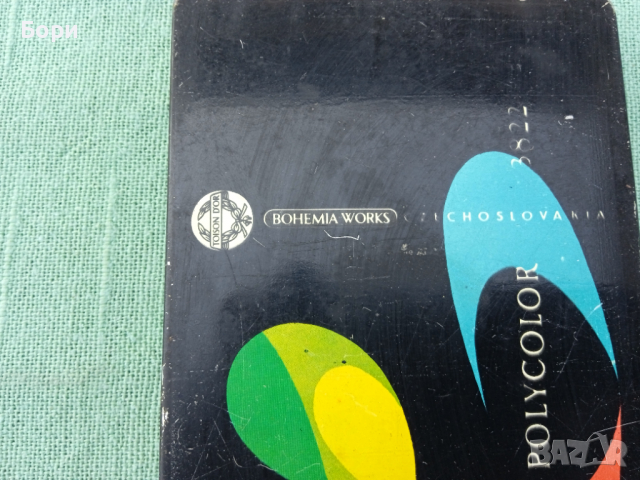 Бори
TOISON D'OR
BOHEMIA WORKS CZECHOSLOVAKIA
POLYCOLOR 3822
BAZAR